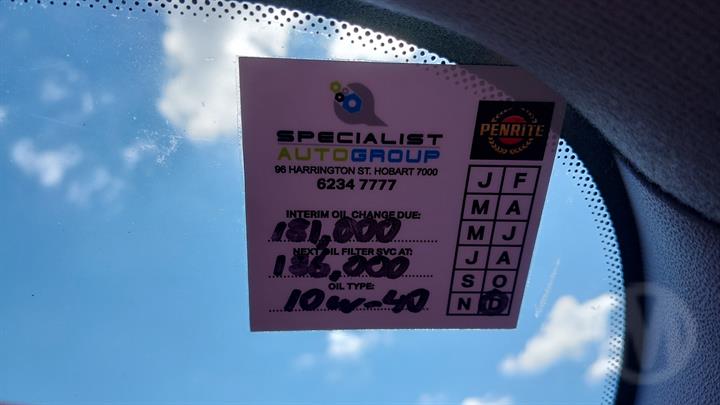 SPECIALIST
AUTOGROUP
96 HARRINGTON ST. HOBART 7000
6234 7777
INTERIM OIL CHANGE DUE:
181,000
NEXT OIL FILTER SVC AT:
186,000
OIL TYPE:
10W-40
PENRITE
J F
M A
M J
J A
S O
N D